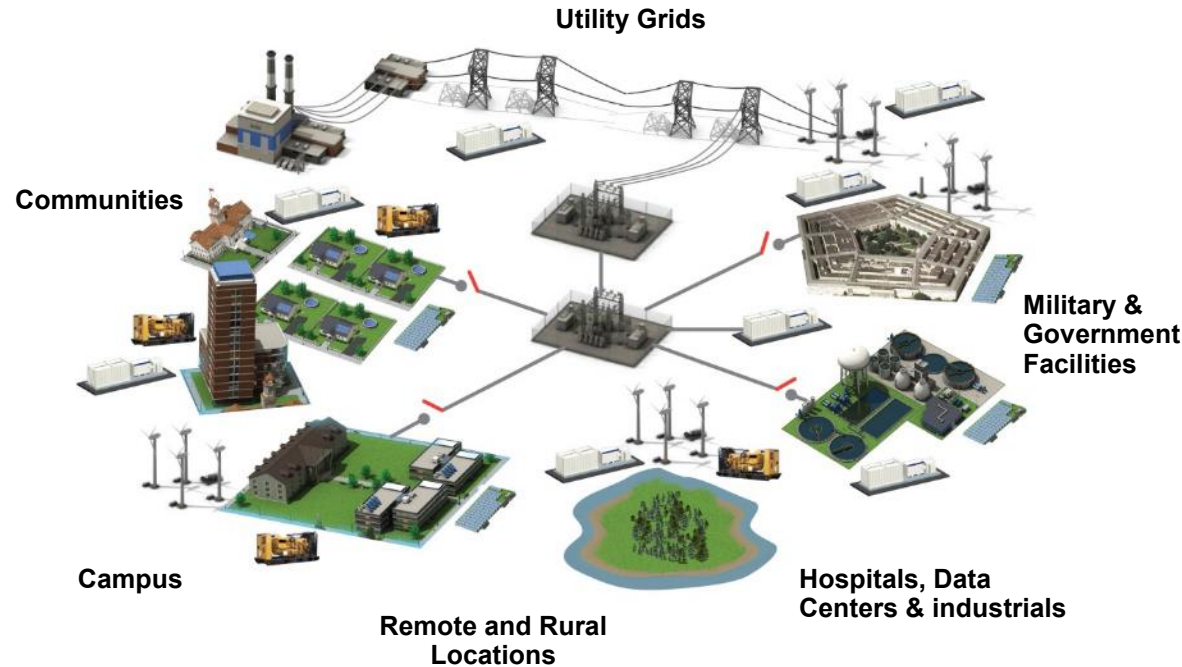 Utility Grids
Communities
Military &
Government
Facilities
Campus
Hospitals, Data
Centers & industrials
Remote and Rural
Locations